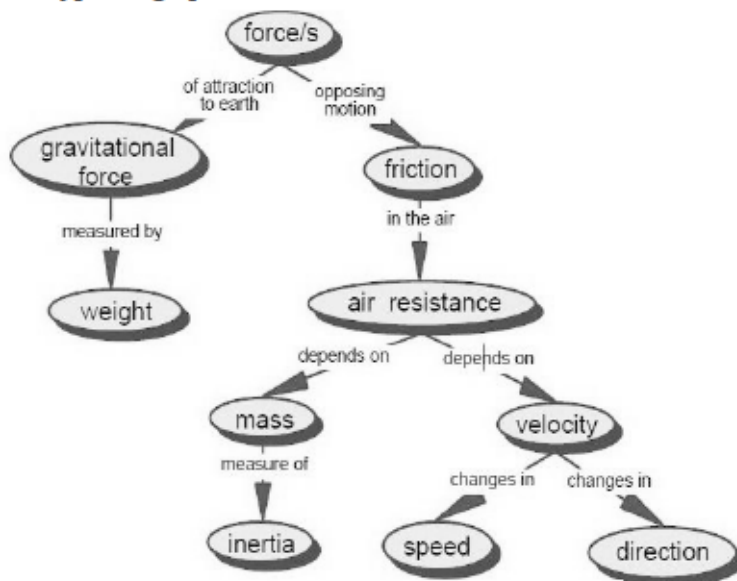 force/s
of attraction
to earth
opposing
motion
gravitational
force
friction
measured by
in the air
weight
air resistance
depends on
depends on
mass
velocity
measure of
changes in
changes in
inertia
speed
direction